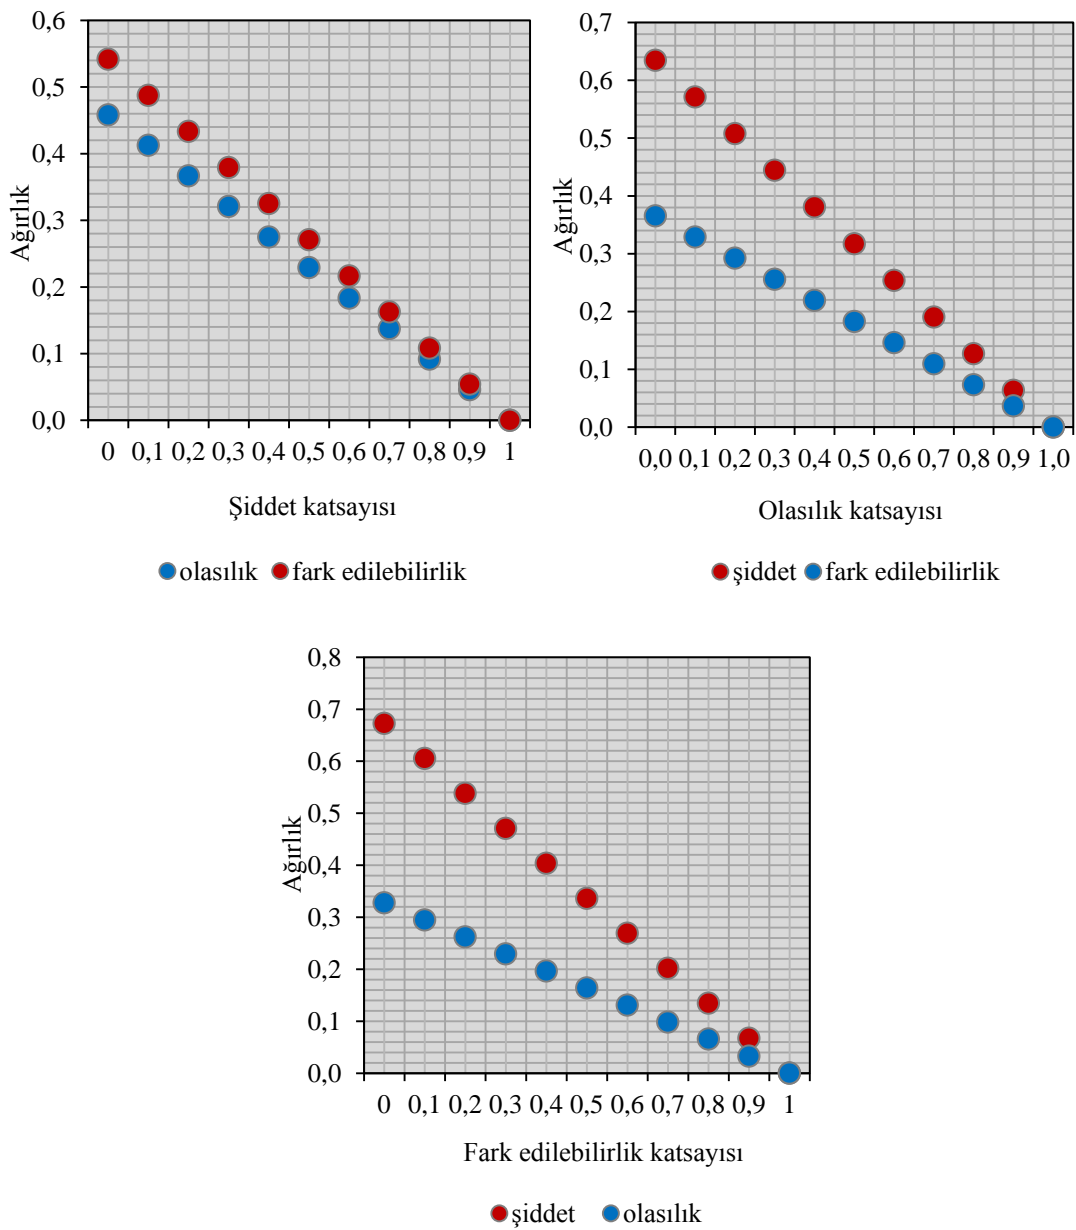 0,6
0,5
0,4
0,3
0,2
0,1
0,0
Ağırlık
0 0,1 0,2 0,3 0,4 0,5 0,6 0,7 0,8 0,9 1
Şiddet katsayısı
olasılık fark edilebilirlik
0,7
0,6
0,5
0,4
0,3
0,2
0,1
0,0
Ağırlık
0,0 0,1 0,2 0,3 0,4 0,5 0,6 0,7 0,8 0,9 1,0
Olasılık katsayısı
şiddet fark edilebilirlik
0,8
0,7
0,6
0,5
0,4
0,3
0,2
0,1
0,0
Ağırlık
0 0,1 0,2 0,3 0,4 0,5 0,6 0,7 0,8 0,9 1
Fark edilebilirlik katsayısı
şiddet olasılık